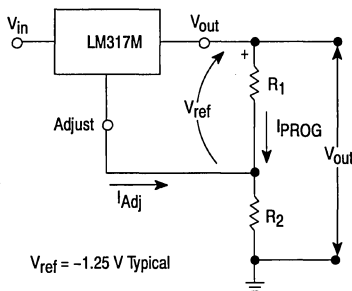 Vin
LM317M
Vout
+
R1
Vref
Adjust
IPROG
Vout
IAdj
R2
Vref = –1.25 V Typical